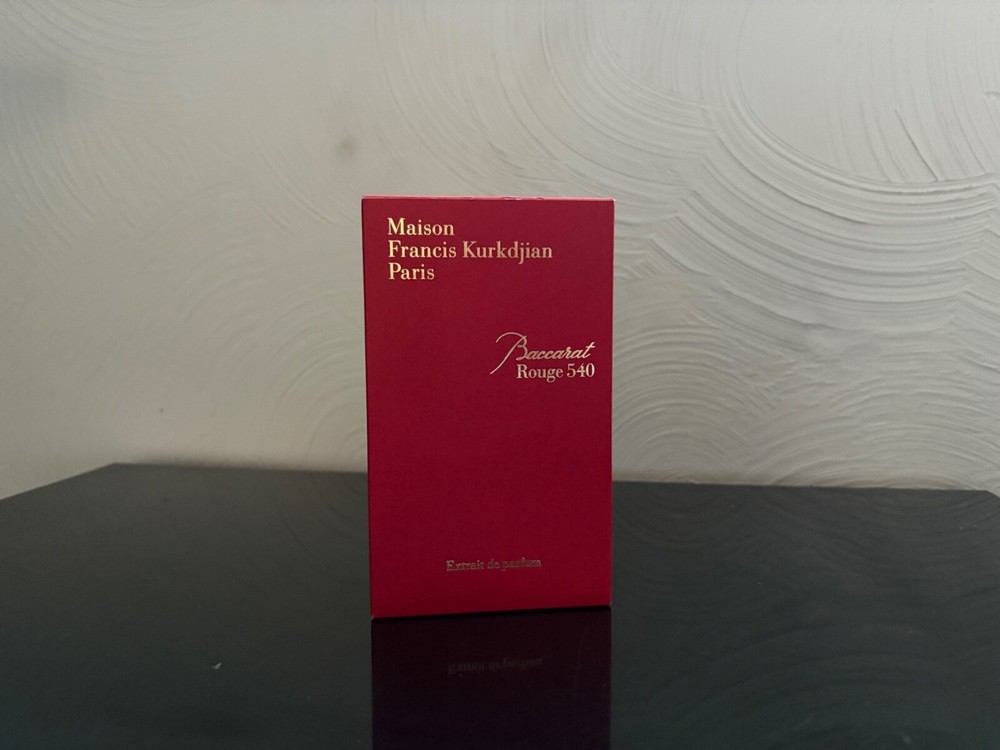 Maison
Francis Kurkdjian
Paris
Baccarat
Rouge 540
Extrait de parfum